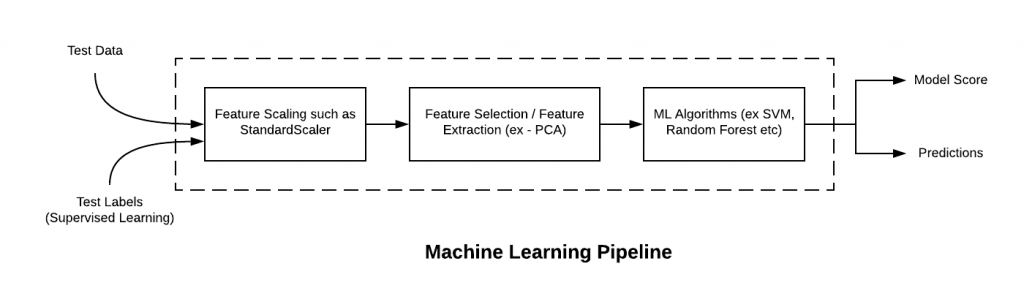 Test Data
Feature Scaling such as
StandardScaler
Feature Selection / Feature
Extraction (ex - PCA)
ML Algorithms (ex SVM,
Random Forest etc)
Model Score
Predictions
Test Labels
(Supervised Learning)
Machine Learning Pipeline